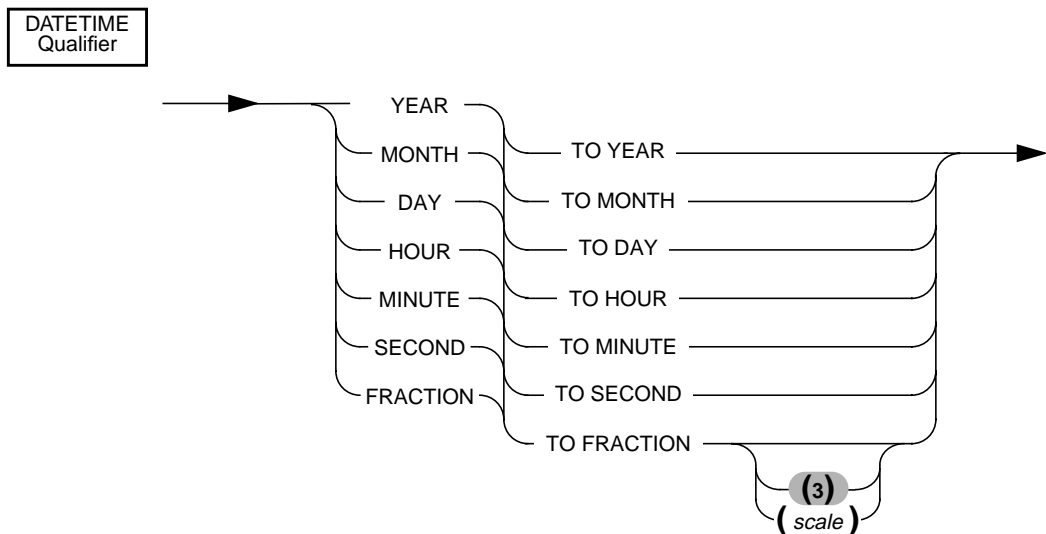 DATETIME
Qualifier
YEAR
MONTH
DAY
HOUR
MINUTE
SECOND
FRACTION
TO YEAR
TO MONTH
TO DAY
TO HOUR
TO MINUTE
TO SECOND
TO FRACTION
(3)
( scale )